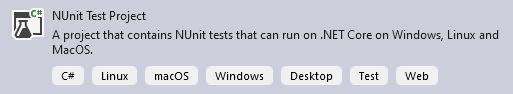 C#
NUnit Test Project
A project that contains NUnit tests that can run on .NET Core on Windows, Linux and
MacOS.
C# Linux macOS Windows Desktop Test Web